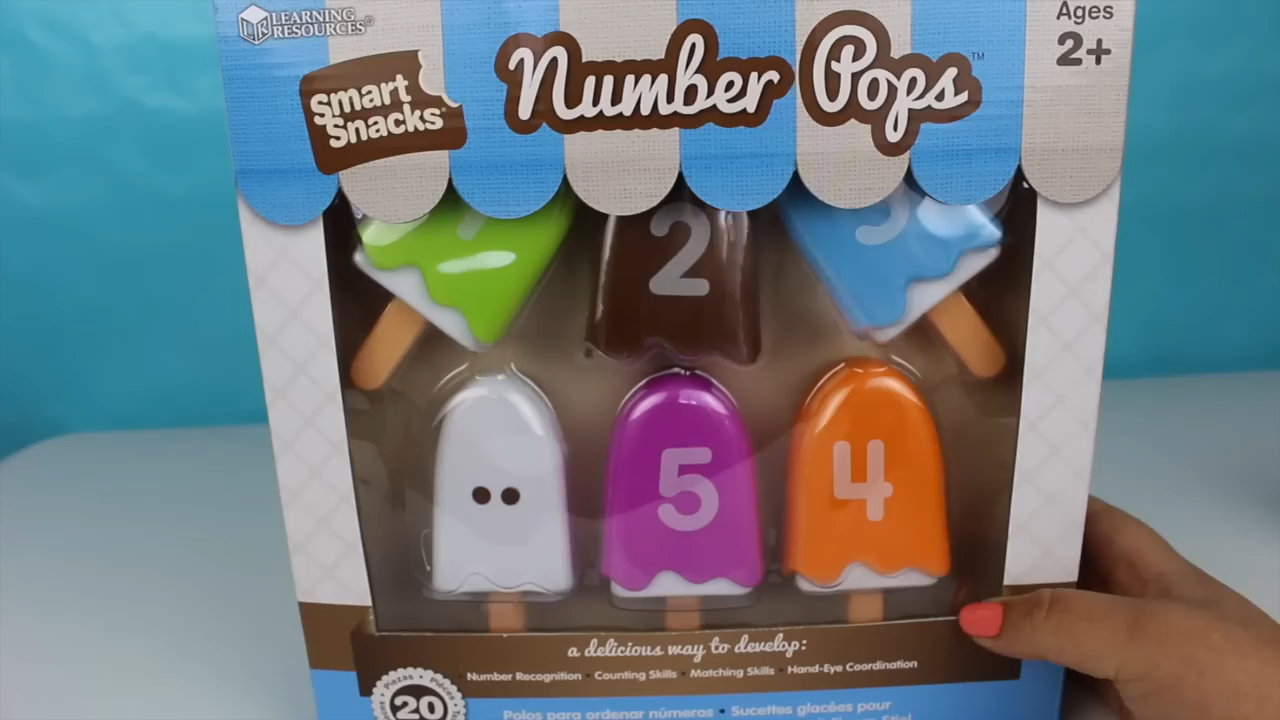 LEARNING
RESOURCES®
Ages
2+
smart
snacks®
Number Pops™
2
5
4
a delicious way to develop:
Number Recognition • Counting Skills • Matching Skills • Hand-Eye Coordination
20
Polos para ordenar números • Sucettes glacées pour